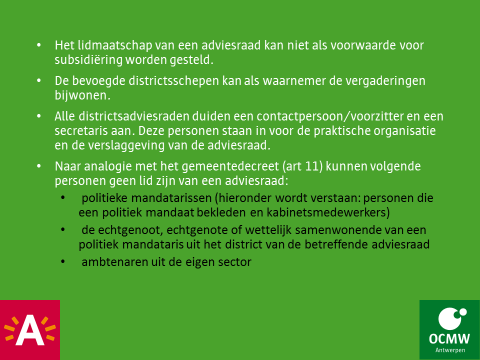 • Het lidmaatschap van een adviesraad kan niet als voorwaarde voor
subsidiëring worden gesteld.
• De bevoegde districtsschepen kan als waarnemer de vergaderingen
bijwonen.
• Alle districtsadviesraden duiden een contactpersoon/voorzitter en een
secretaris aan. Deze personen staan in voor de praktische organisatie
en de verslaggeving van de adviesraad.
• Naar analogie met het gemeentedecreet (art 11) kunnen volgende
personen geen lid zijn van een adviesraad:
• politieke mandatarissen (hieronder wordt verstaan: personen die
een politiek mandaat bekleden en kabinetsmedewerkers)
• de echtgenoot, echtgenote of wettelijk samenwonende van een
politiek mandataris uit het district van de betreffende adviesraad
• ambtenaren uit de eigen sector
A
OCMW
Antwerpen